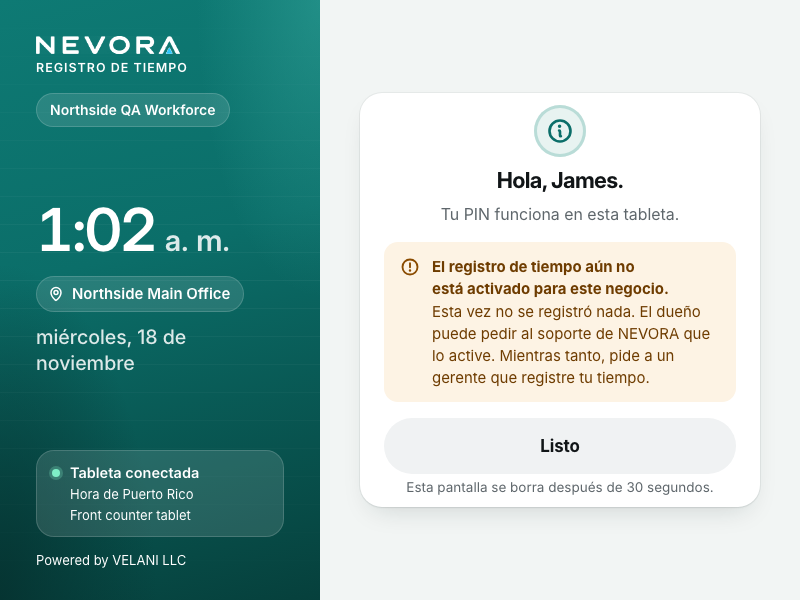 NEVORA
REGISTRO DE TIEMPO
Northside QA Workforce
1:02 a. m.
Northside Main Office
miércoles, 18 de
noviembre
Tableta conectada
Hora de Puerto Rico
Front counter tablet
Powered by VELANI LLC
Hola, James.
Tu PIN funciona en esta tableta.
El registro de tiempo aún no
está activado para este negocio.
Esta vez no se registró nada. El dueño
puede pedir al soporte de NEVORA que
lo active. Mientras tanto, pide a un
gerente que registre tu tiempo.
Listo
Esta pantalla se borra después de 30 segundos.